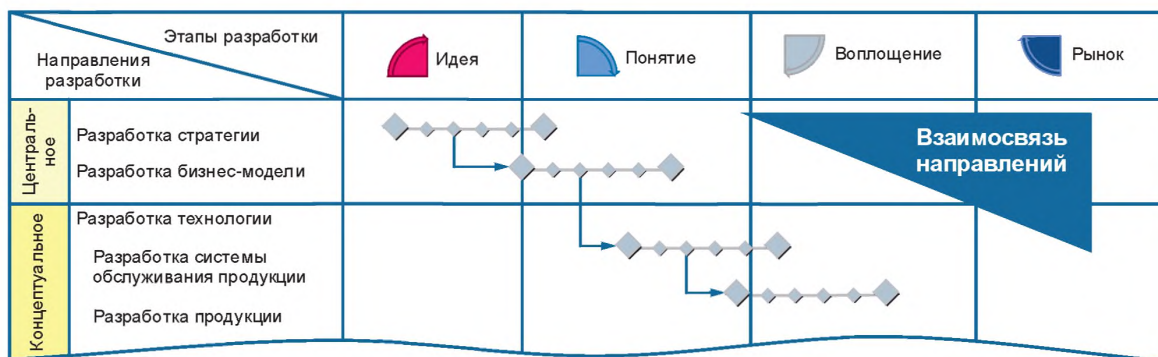 Этапы разработки
Направления
разработки
Идея
Понятие
Воплощение
Рынок
Централь-
ное
Разработка стратегии
Разработка бизнес-модели
Взаимосвязь
направлений
Концептуальное
Разработка технологии
Разработка системы
обслуживания продукции
Разработка продукции